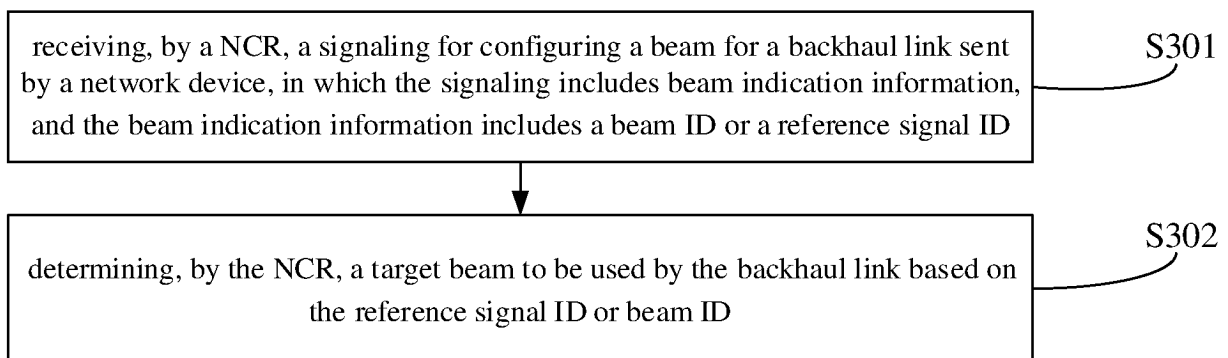 receiving, by a NCR, a signaling for configuring a beam for a backhaul link sent
by a network device, in which the signaling includes beam indication information,
and the beam indication information includes a beam ID or a reference signal ID
S301
determining, by the NCR, a target beam to be used by the backhaul link based on
the reference signal ID or beam ID
S302